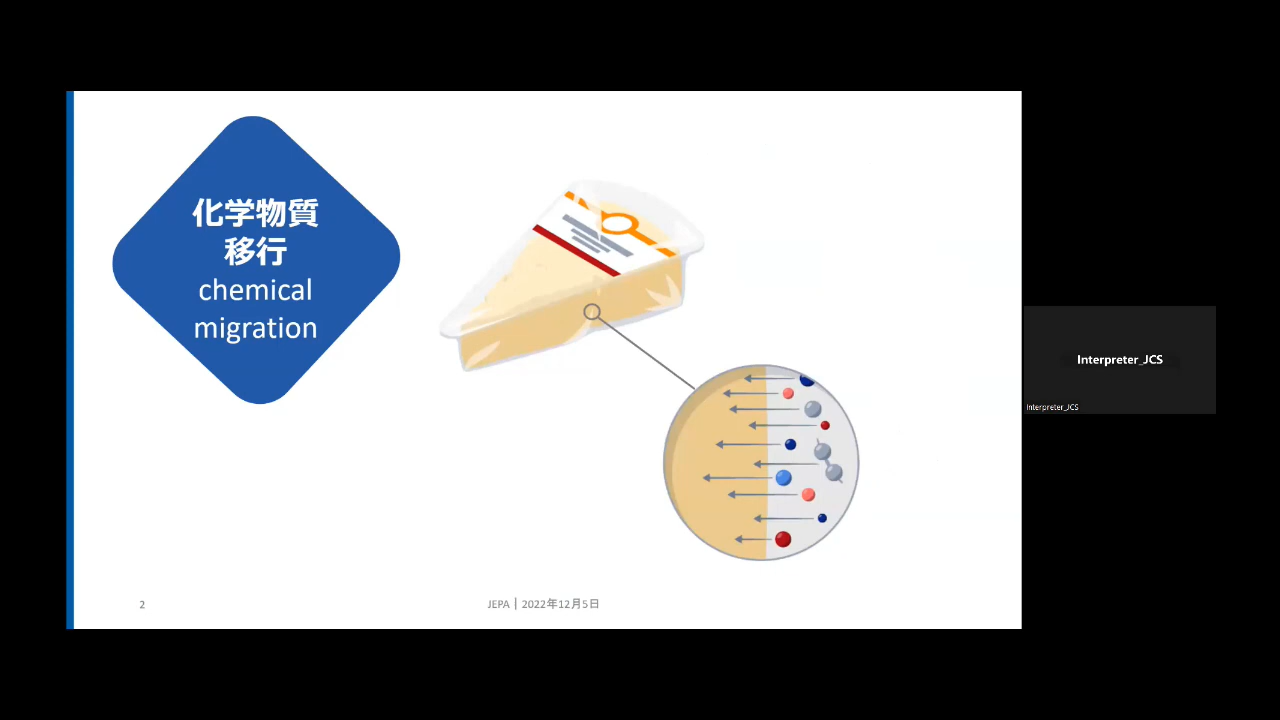 化学物質
移行
chemical
migration
Interpreter_JCS
Interpreter_JCS
2
JEPA | 2022年12月5日